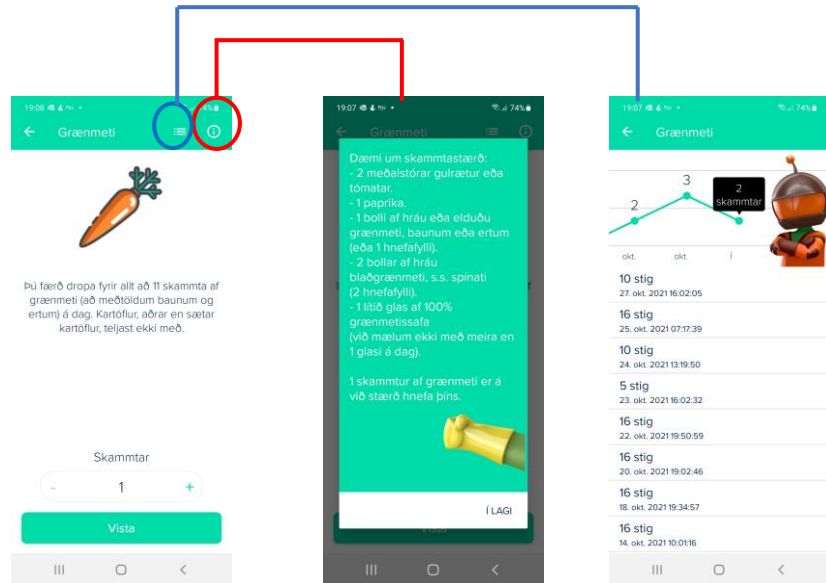 19:08
4%
Grænmeti
Þú færð dropa fyrir allt að 11 skammta af
grænmeti (að meðtöldum baunum og
ertum) á dag. Kartöflur, aðrar en sætar
kartöflur, teljast ekki með.
Skammtar
- 1 +
Vista
19:07
74%
Grænmeti
Dæmi um skammtastærð:
- 2 meðalstórar gulrætur eða
tómatar.
- 1 paprika.
- 1 bolli af hráu eða elduðu
grænmeti, baunum eða ertum
(eða 1 hnefafylli).
- 2 bollar af hráu
blaðgrænmeti, s.s. spínati
(2 hnefafylli).
- 1 lítið glas af 100%
grænmetissafa
(við mælum ekki með meira en
1 glasi á dag).
1 skammtur af grænmeti er á
við stærð hnefa þíns.
Í LAGI
Vista
19:07
74%
Grænmeti
2
3
2
skammtar
okt.
okt.
í
10 stig
27. okt. 2021 16:02:05
16 stig
25. okt. 2021 07:17:39
10 stig
24. okt. 2021 13:19:50
5 stig
23. okt. 2021 16:02:32
16 stig
22. okt. 2021 19:50:59
16 stig
20. okt. 2021 19:02:46
16 stig
18. okt. 2021 19:34:57
16 stig
14. okt. 2021 10:01:16